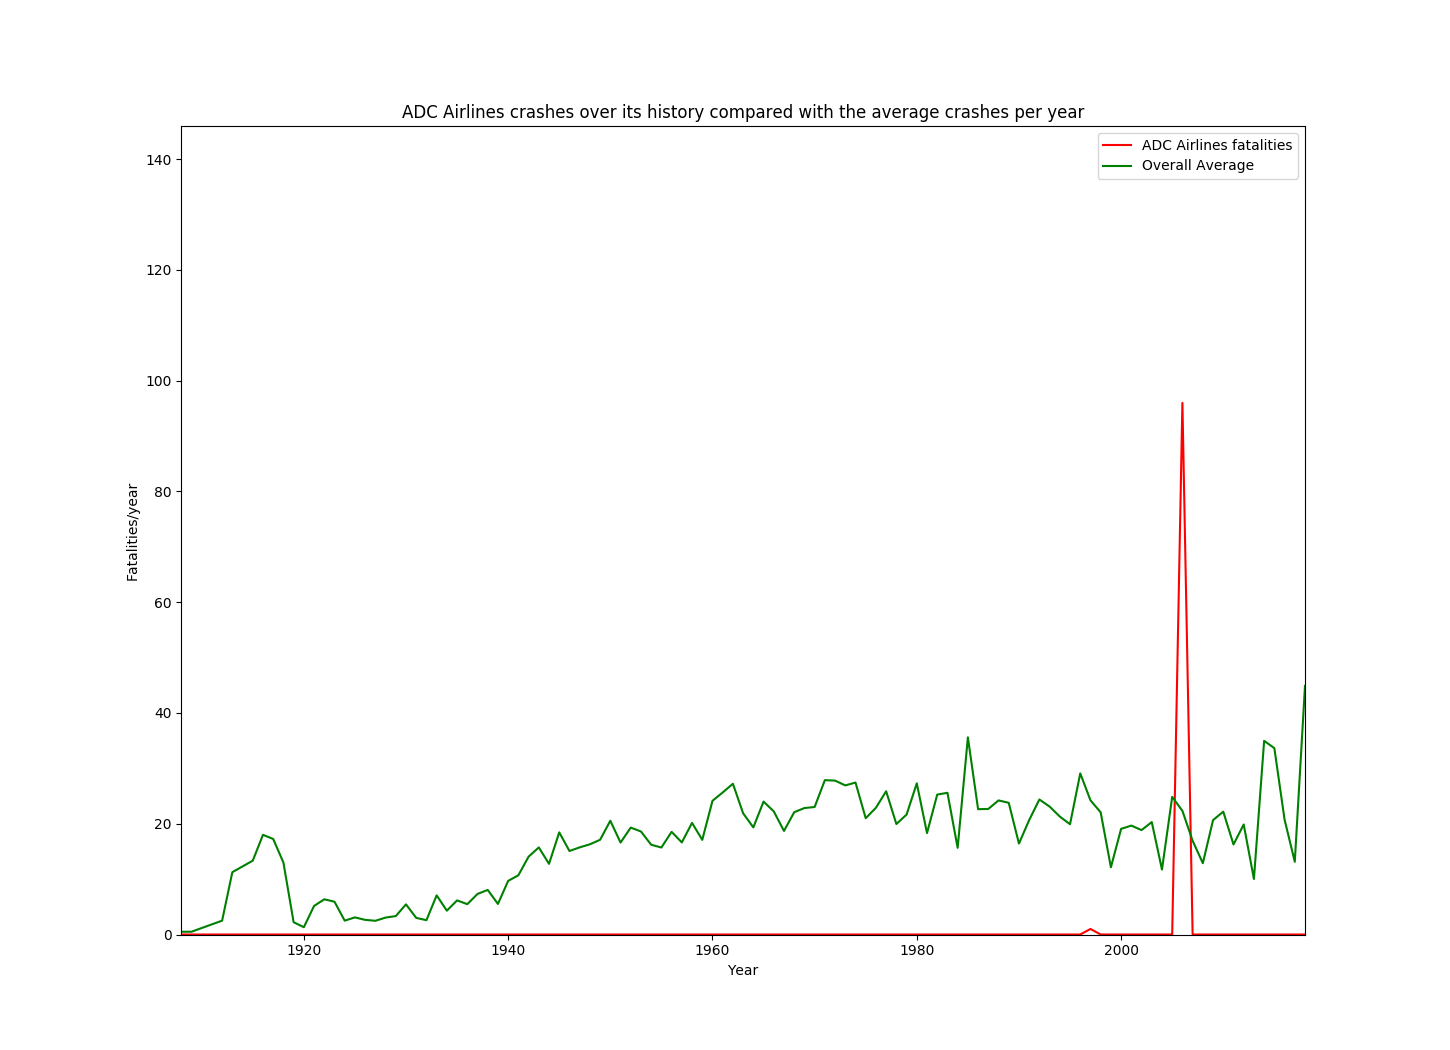 ADC Airlines crashes over its history compared with the average crashes per year
ADC Airlines fatalities
Overall Average
140
120
100
80
60
40
20
0
Fatalities/year
1920
1940
1960
1980
2000
Year